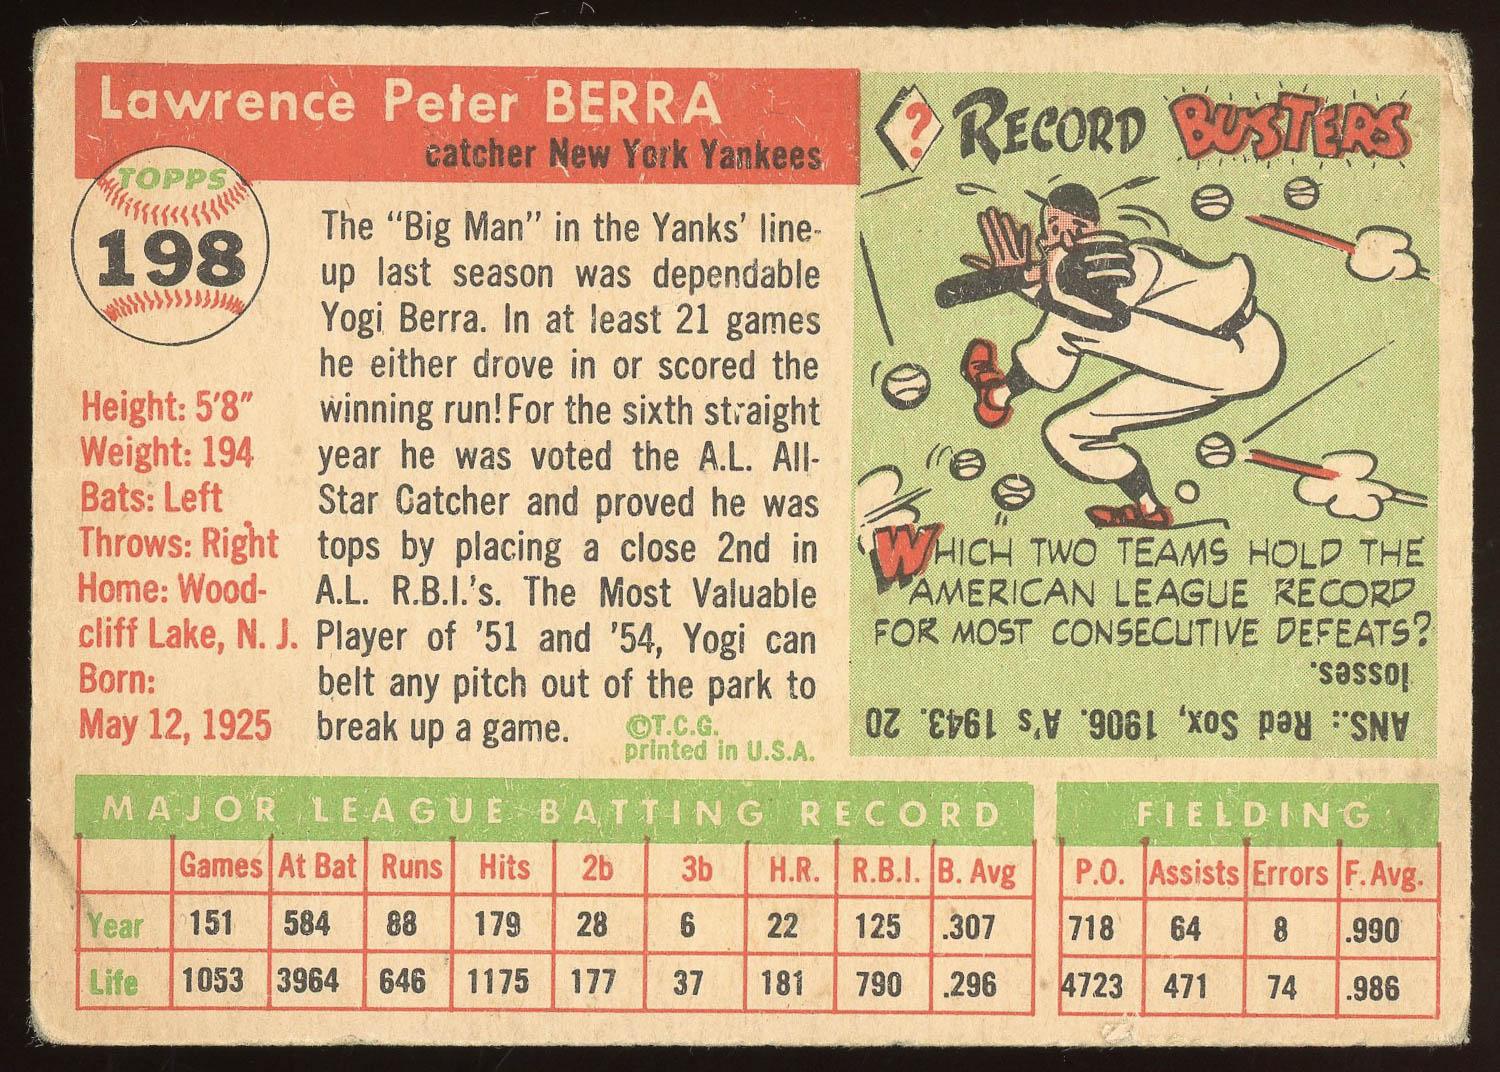 Lawrence Peter BERRA
catcher New York Yankees
TOPPS
198
Height: 5'8"
Weight: 194
Bats: Left
Throws: Right
Home: Wood-
cliff Lake, N. J.
Born:
May 12, 1925
The "Big Man" in the Yanks' line-
up last season was dependable
Yogi Berra. In at least 21 games
he either drove in or scored the
winning run! For the sixth straight
year he was voted the A.L. All-
Star Catcher and proved he was
tops by placing a close 2nd in
A.L. R.B.I.'s. The Most Valuable
Player of '51 and '54, Yogi can
belt any pitch out of the park to
break up a game.
©T.C.G.
printed in U.S.A.
? RECORD BUSTERS
WHICH TWO TEAMS HOLD THE
AMERICAN LEAGUE RECORD
FOR MOST CONSECUTIVE DEFEATS?
ANS.: Red Sox, 1906. A's 1943. 20
losses.
MAJOR LEAGUE BATTING RECORD
Games At Bat Runs Hits 2b 3b H.R. R.B.I. B. Avg
Year 151 584 88 179 28 6 22 125 .307
Life 1053 3964 646 1175 177 37 181 790 .296
FIELDING
P.O. Assists Errors F. Avg.
718 64 8 .990
4723 471 74 .986